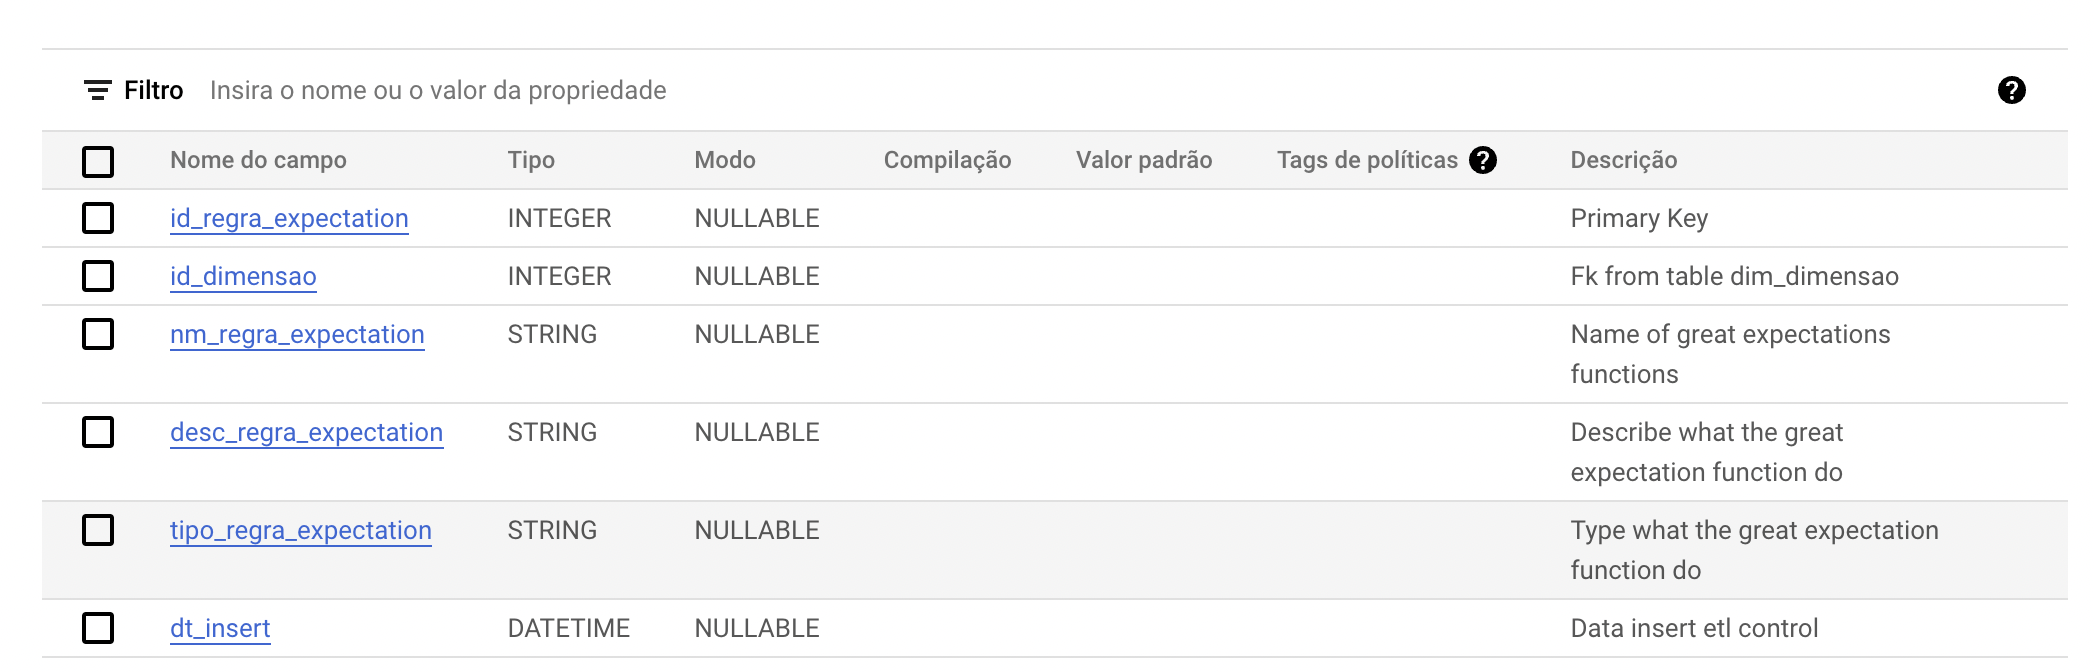 Filtro Insira o nome ou o valor da propriedade ?
Nome do campo Tipo Modo Compilação Valor padrão Tags de políticas ? Descrição
id_regra_expectation INTEGER NULLABLE Primary Key
id_dimensao INTEGER NULLABLE Fk from table dim_dimensao
nm_regra_expectation STRING NULLABLE Name of great expectations
functions
desc_regra_expectation STRING NULLABLE Describe what the great
expectation function do
tipo_regra_expectation STRING NULLABLE Type what the great expectation
function do
dt_insert DATETIME NULLABLE Data insert etl control